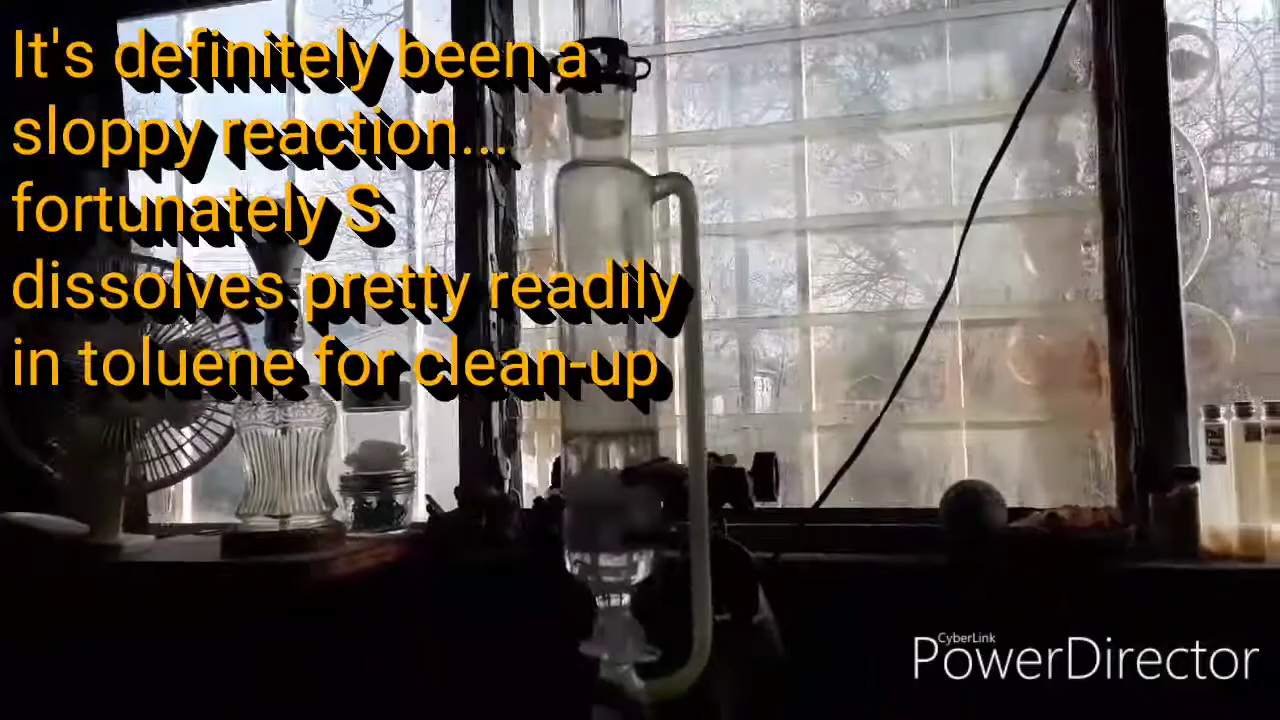 It's definitely been a
sloppy reaction...
fortunately S
dissolves pretty readily
in toluene for clean-up
CyberLink
PowerDirector